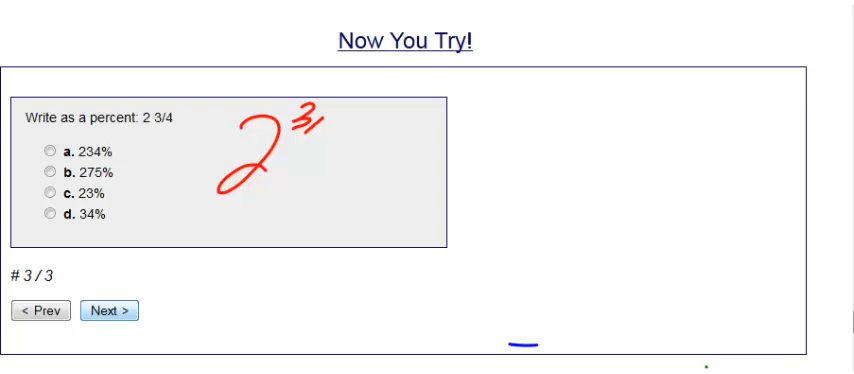 Now You Try!
Write as a percent: 2 3/4
a. 234%
b. 275%
c. 23%
d. 34%
2 3/
# 3 / 3
< Prev
Next >